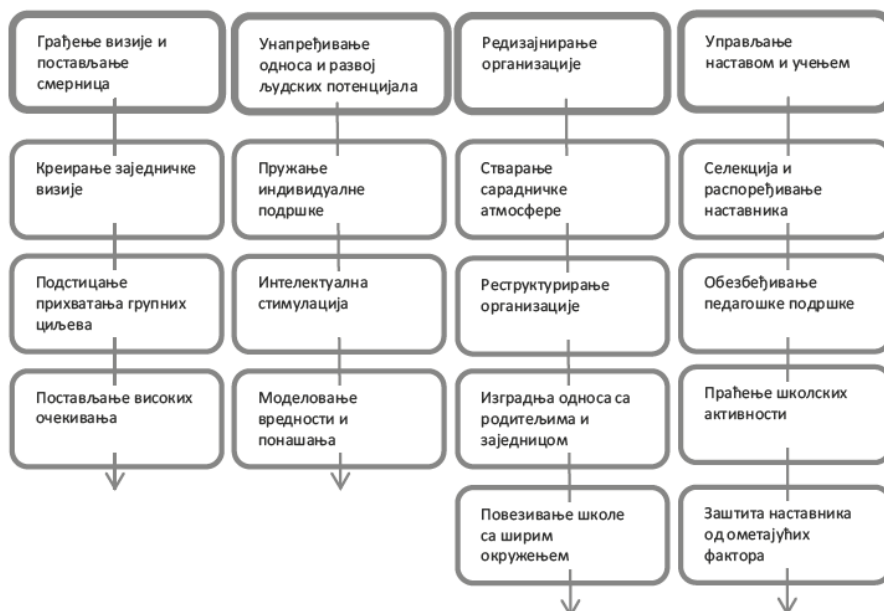 Грађење визије и
постављање
смерница
Креирање заједничке
визије
Подстицање
прихватања групних
циљева
Постављање високих
очекивања
Унапређивање
односа и развој
људских потенцијала
Пружање
индивидуалне
подршке
Интелектуална
стимулација
Моделовање
вредности и
понашања
Редизајнирање
организације
Стварање
сарадничке
атмосфере
Реструктурирање
организације
Изградња односа са
родитељима и
заједницом
Повезивање школе
са ширим
окружењем
Управљање
наставом и учењем
Селекција и
распоређивање
наставника
Обезбеђивање
педагошке подршке
Праћење школских
активности
Заштита наставника
од ометајућих
фактора